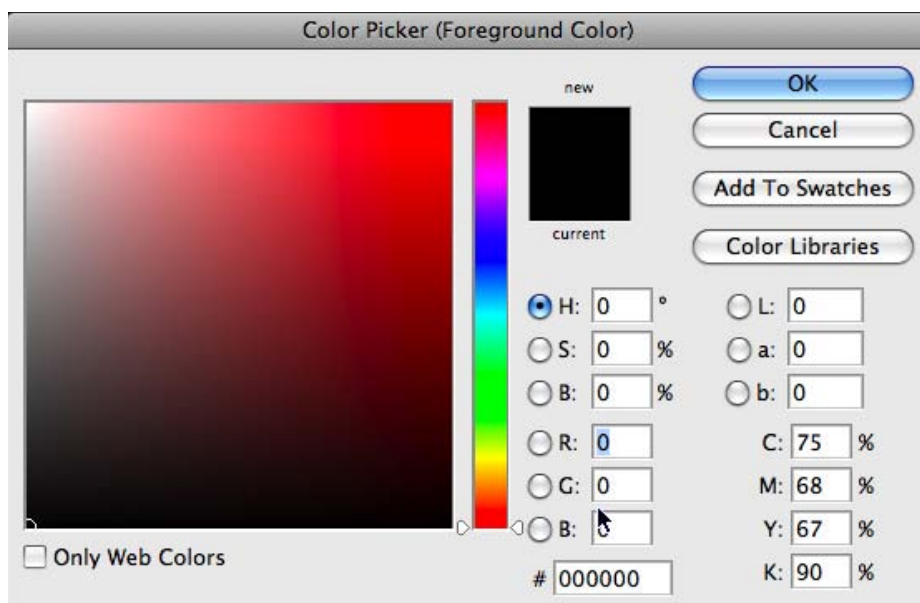 Color Picker (Foreground Color)
new
current
OK
Cancel
Add To Swatches
Color Libraries
H: 0 °
S: 0 %
B: 0 %
R: 0
G: 0
B:
# 000000
L: 0
a: 0
b: 0
C: 75 %
M: 68 %
Y: 67 %
K: 90 %
Only Web Colors